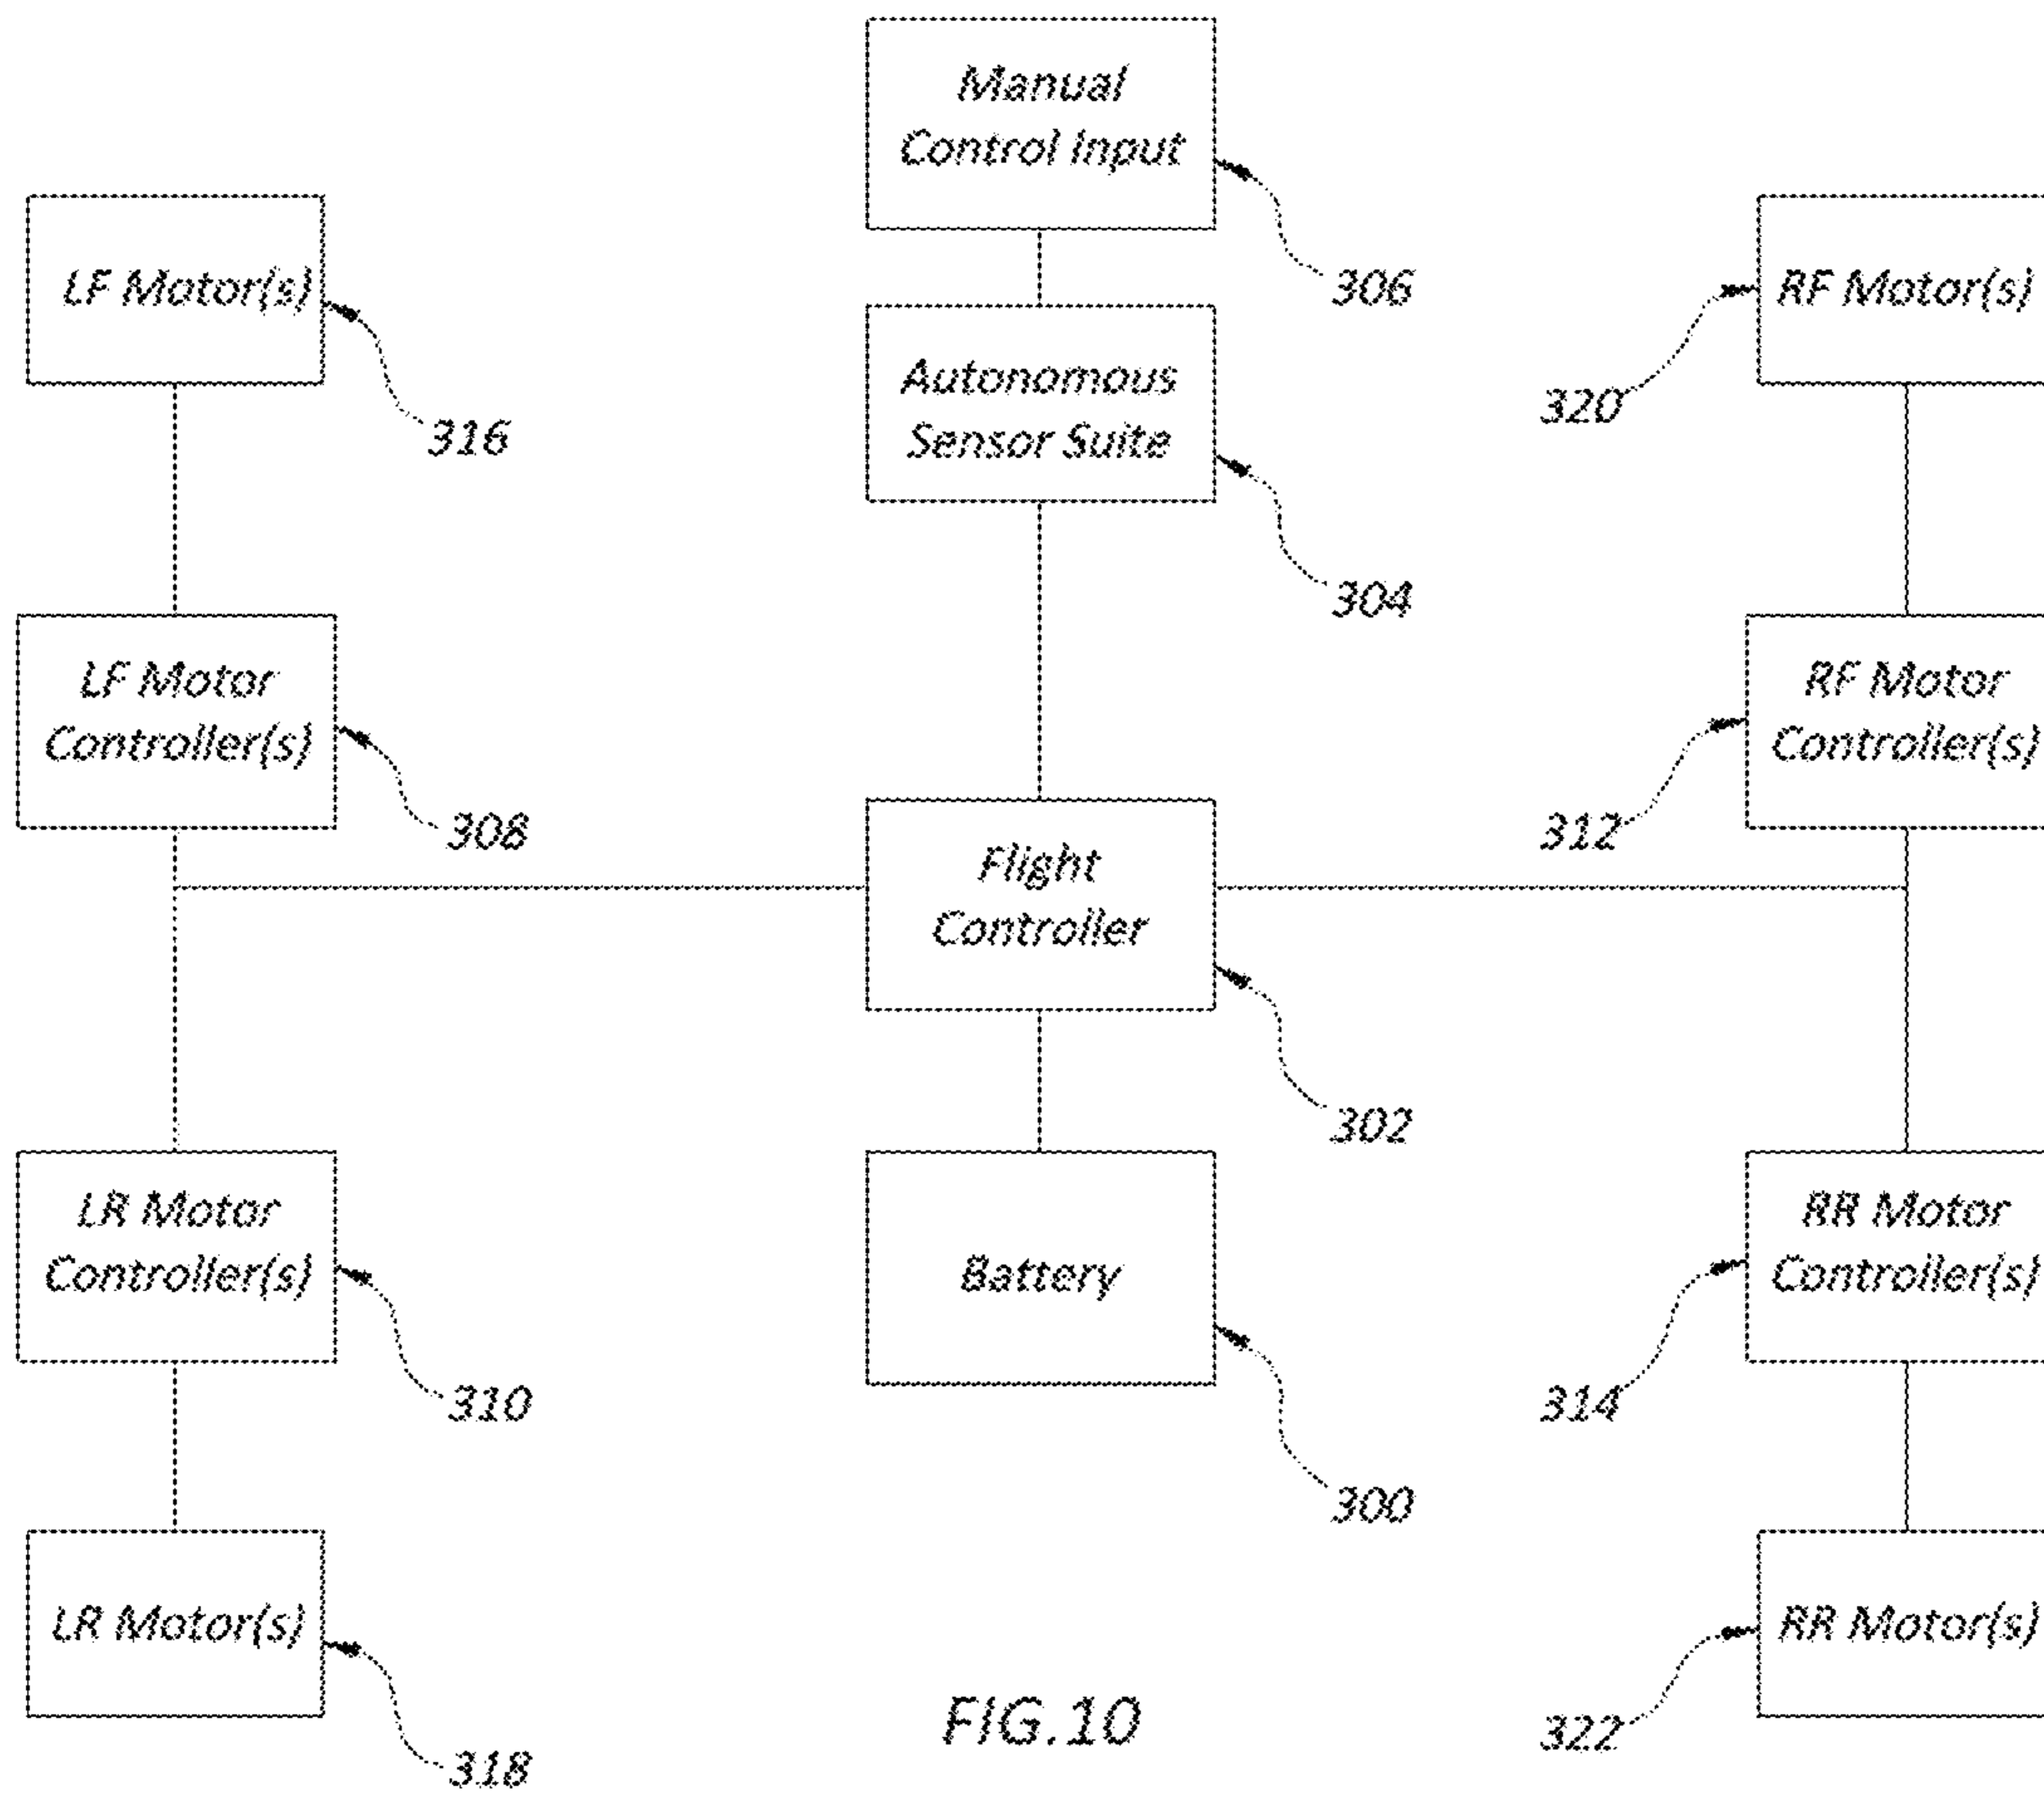 Manual
Control Input
306
LF Motor(s)
316
RF Motor(s)
320
Autonomous
Sensor Suite
304
LF Motor
Controller(s)
308
RF Motor
Controller(s)
312
Flight
Controller
302
LR Motor
Controller(s)
310
Battery
300
RR Motor
Controller(s)
314
LR Motor(s)
318
RR Motor(s)
322
FIG.10